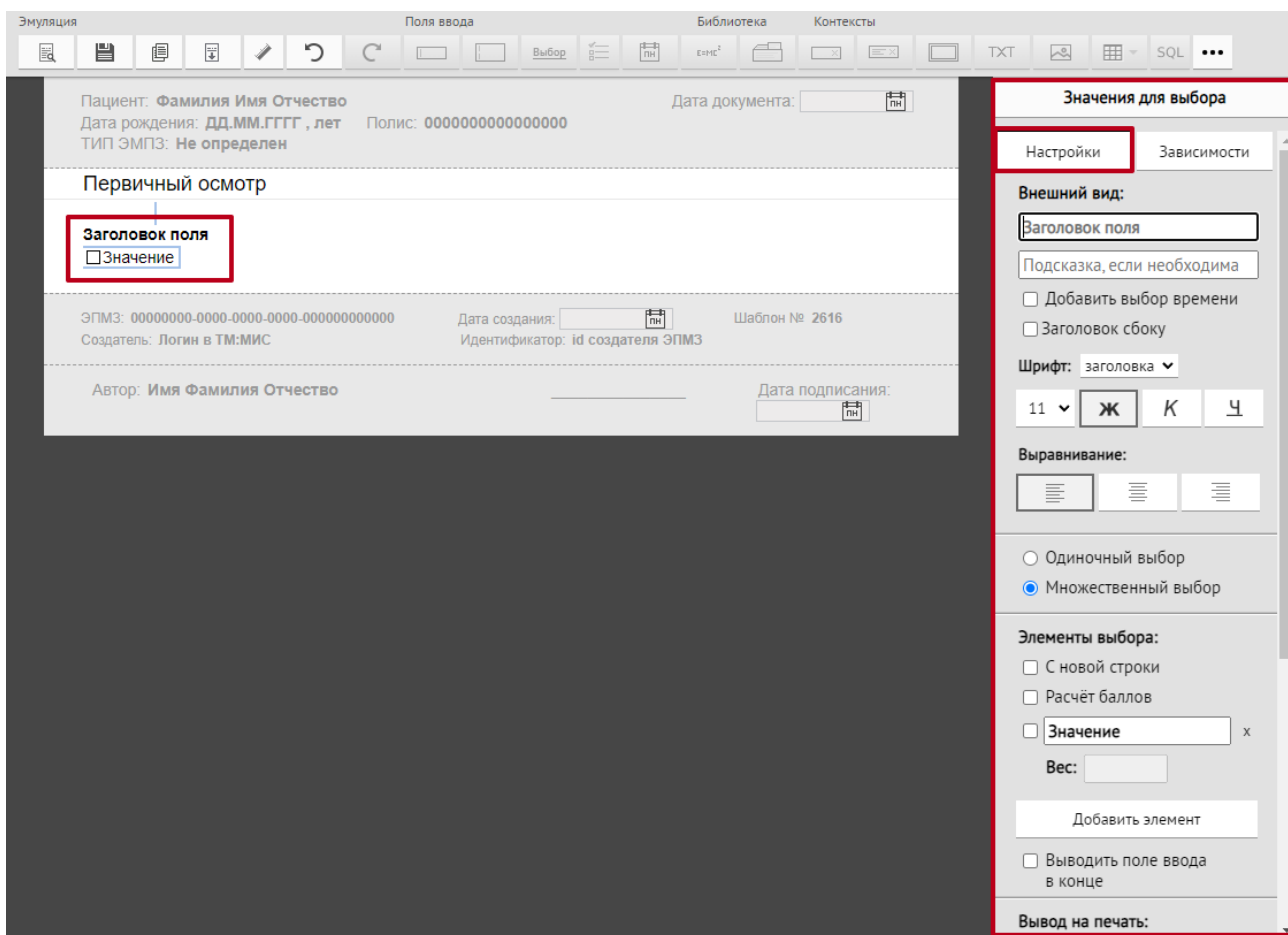 Эмуляция Поля ввода Библиотека Контексты
Выбор ПН E=MC² TXT SQL •••
Пациент: Фамилия Имя Отчество Дата документа: ПН
Дата рождения: ДД.ММ.ГГГГ , лет Полис: 0000000000000000
ТИП ЭМПЗ: Не определен
Первичный осмотр
Заголовок поля
Значение
ЭПМЗ: 00000000-0000-0000-0000-000000000000 Дата создания: ПН Шаблон № 2616
Создатель: Логин в ТМ:МИС Идентификатор: id создателя ЭПМЗ
Автор: Имя Фамилия Отчество Дата подписания:
ПН
Значения для выбора
Настройки Зависимости
Внешний вид:
Заголовок поля
Подсказка, если необходима
Добавить выбор времени
Заголовок сбоку
Шрифт: заголовка
11 Ж К Ч
Выравнивание:
Одиночный выбор
Множественный выбор
Элементы выбора:
С новой строки
Расчёт баллов
Значение x
Вес:
Добавить элемент
Выводить поле ввода
в конце
Вывод на печать: